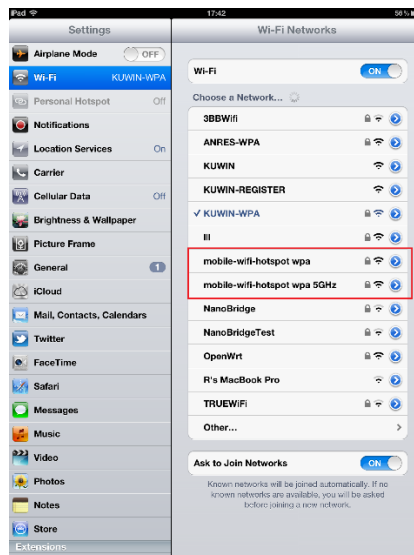 iPad
17:42
56%
Settings
Airplane Mode OFF
Wi-Fi KUWIN-WPA
Personal Hotspot Off
Notifications
Location Services On
Carrier
Cellular Data Off
Brightness & Wallpaper
Picture Frame
General 1
iCloud
Mail, Contacts, Calendars
Twitter
FaceTime
Safari
Messages
Music
Video
Photos
Notes
Store
Extensions
Wi-Fi Networks
Wi-Fi ON
Choose a Network...
3BBWifi
ANRES-WPA
KUWIN
KUWIN-REGISTER
✓ KUWIN-WPA
III
mobile-wifi-hotspot wpa
mobile-wifi-hotspot wpa 5GHz
NanoBridge
NanoBridgeTest
OpenWrt
R's MacBook Pro
TRUEWiFi
Other...
Ask to Join Networks ON
Known networks will be joined automatically. If no
known networks are available, you will be asked
before joining a new network.